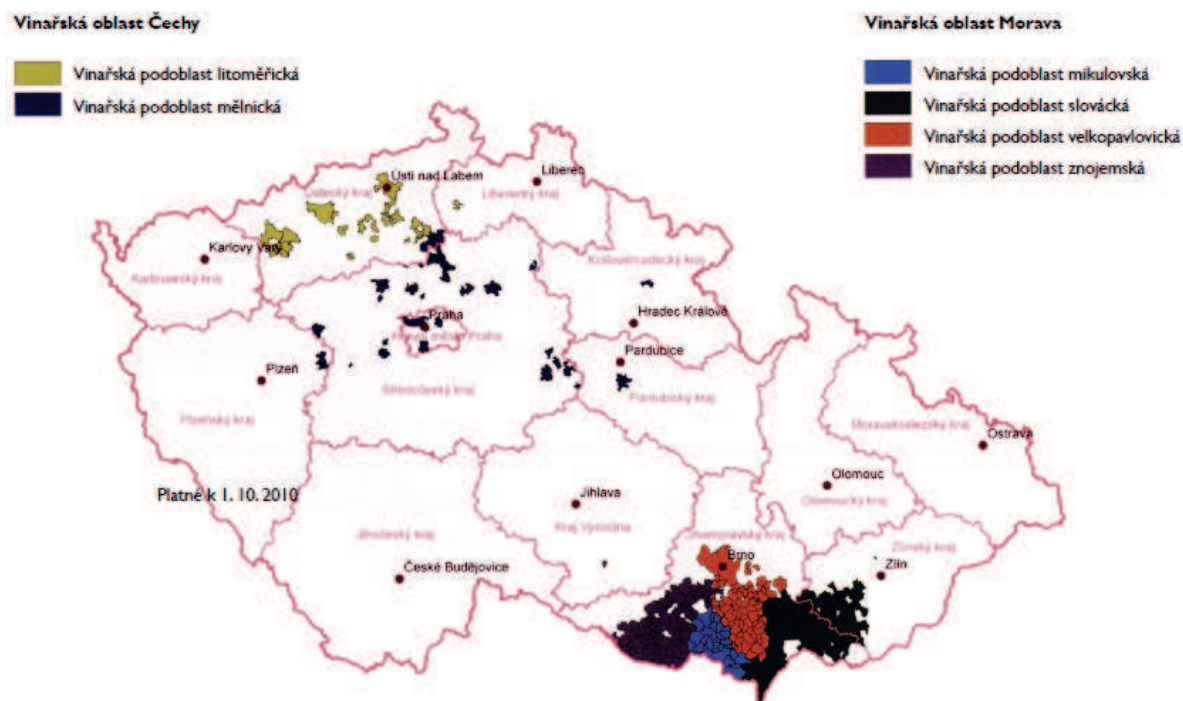 Vinařská oblast Čechy
Vinařská podoblast litoměřická
Vinařská podoblast mělnická
Vinařská oblast Morava
Vinařská podoblast mikulovská
Vinařská podoblast slovácká
Vinařská podoblast velkopavlovická
Vinařská podoblast znojemská
Ústí nad Labem
Ústecký kraj
Liberec
Liberecký kraj
Karlovy Vary
Karlovarský kraj
Královéhradecký kraj
Hradec Králové
Praha
Hlavní město Praha
Pardubice
Pardubický kraj
Plzeň
Plzeňský kraj
Středočeský kraj
Moravskoslezský kraj
Ostrava
Olomouc
Olomoucký kraj
Platné k 1. 10. 2010
Jihlava
Kraj Vysočina
Jihočeský kraj
Jihomoravský kraj
Brno
Zlínský kraj
Zlín
České Budějovice